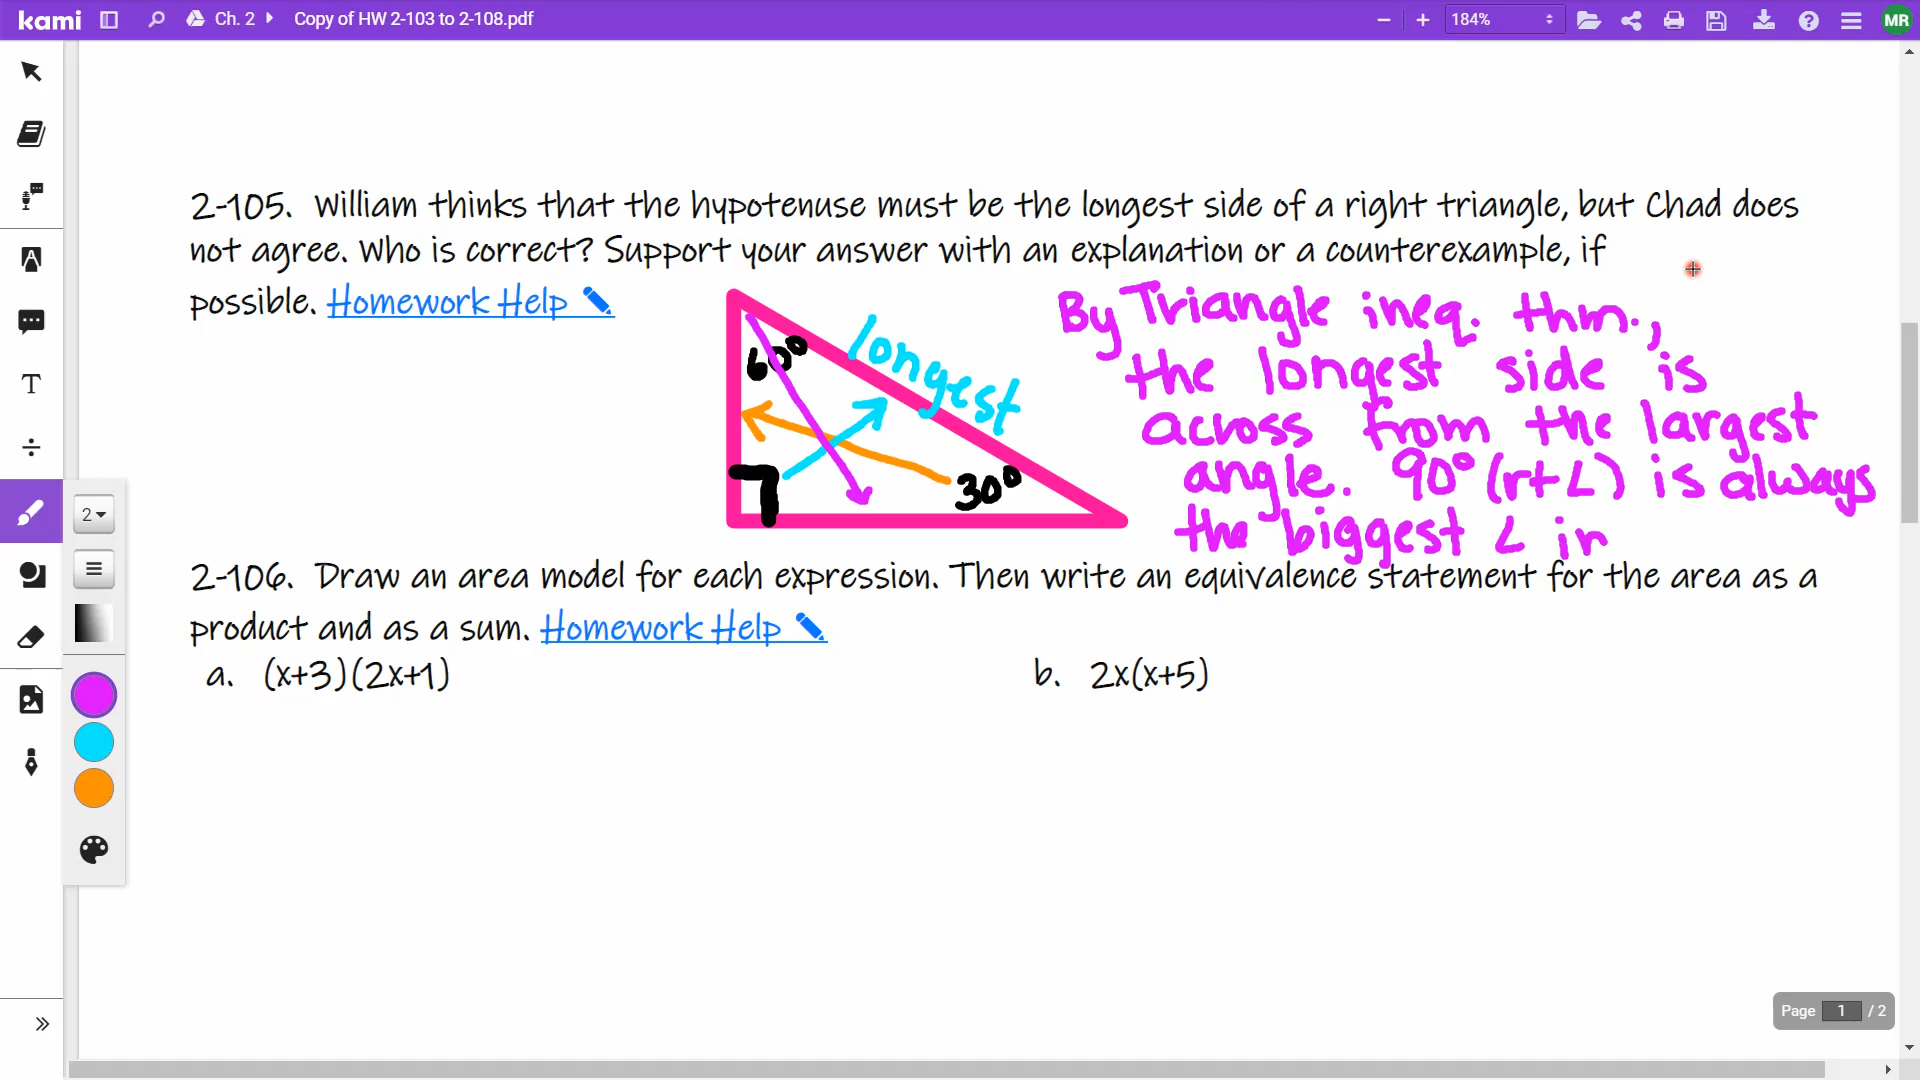 kami
Ch. 2
Copy of HW 2-103 to 2-108.pdf
184%
MR
2-105. William thinks that the hypotenuse must be the longest side of a right triangle, but Chad does
not agree. Who is correct? Support your answer with an explanation or a counterexample, if
possible. Homework Help
60°
longest
30°
By Triangle ineq. thm.,
the longest side is
across from the largest
angle. 90° (rt∠) is always
the biggest ∠ in
2-106. Draw an area model for each expression. Then write an equivalence statement for the area as a
product and as a sum. Homework Help
a. (x+3)(2x+1)
b. 2x(x+5)
T
÷
2
Page 1 / 2